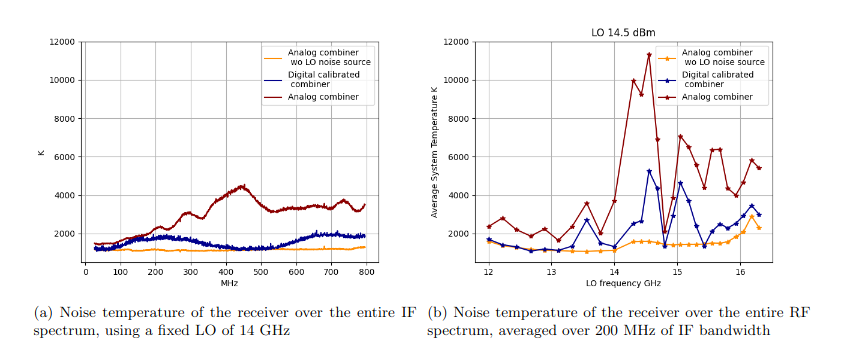 12000
10000
8000
6000
4000
2000
K
0 100 200 300 400 500 600 700 800
MHz
Analog combiner
wo LO noise source
Digital calibrated
combiner
Analog combiner
(a) Noise temperature of the receiver over the entire IF
spectrum, using a fixed LO of 14 GHz
LO 14.5 dBm
12000
10000
8000
6000
4000
2000
Average System Temperature K
12 13 14 15 16
LO frequency GHz
Analog combiner
wo LO noise source
Digital calibrated
combiner
Analog combiner
(b) Noise temperature of the receiver over the entire RF
spectrum, averaged over 200 MHz of IF bandwidth